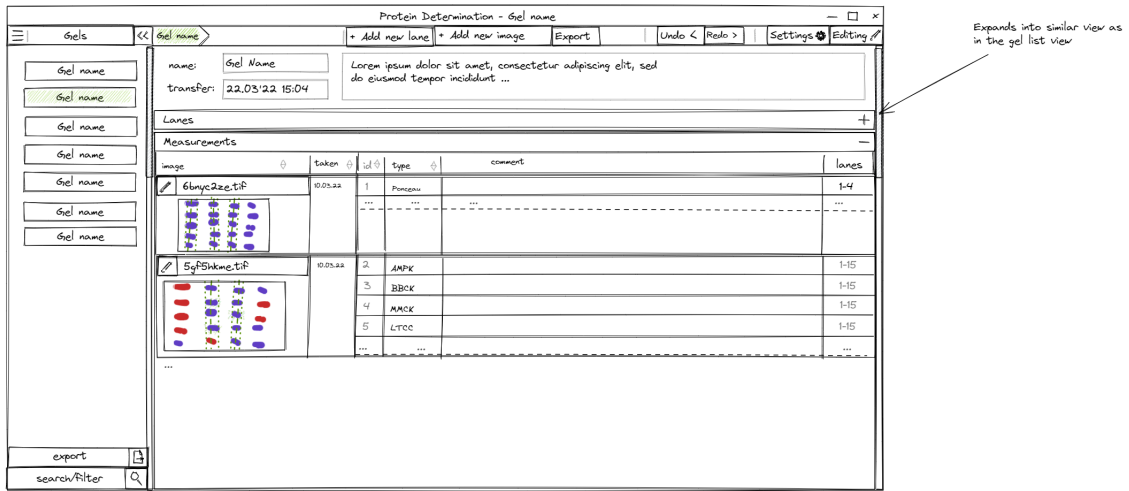 Protein Determination - Gel name
Gels << Gel name + Add new lane + Add new image Export Undo < Redo > Settings Editing
Expands into similar view as
in the gel list view
Gel name
Gel name
Gel name
Gel name
Gel name
Gel name
Gel name
export
search/filter
name: Gel Name
transfer: 22.03'22 15:04
Lorem ipsum dolor sit amet, consectetur adipiscing elit, sed
do eiusmod tempor incididunt ...
Lanes +
Measurements -
image taken id type comment lanes
6bnyc2ze.tif 10.03.22 1 Ponceau 1-4
... ... ... ...
5gf5hkme.tif 10.03.22 2 AMPK 1-15
3 BBCK 1-15
4 MMCK 1-15
5 LTCC 1-15
... ... ...
...